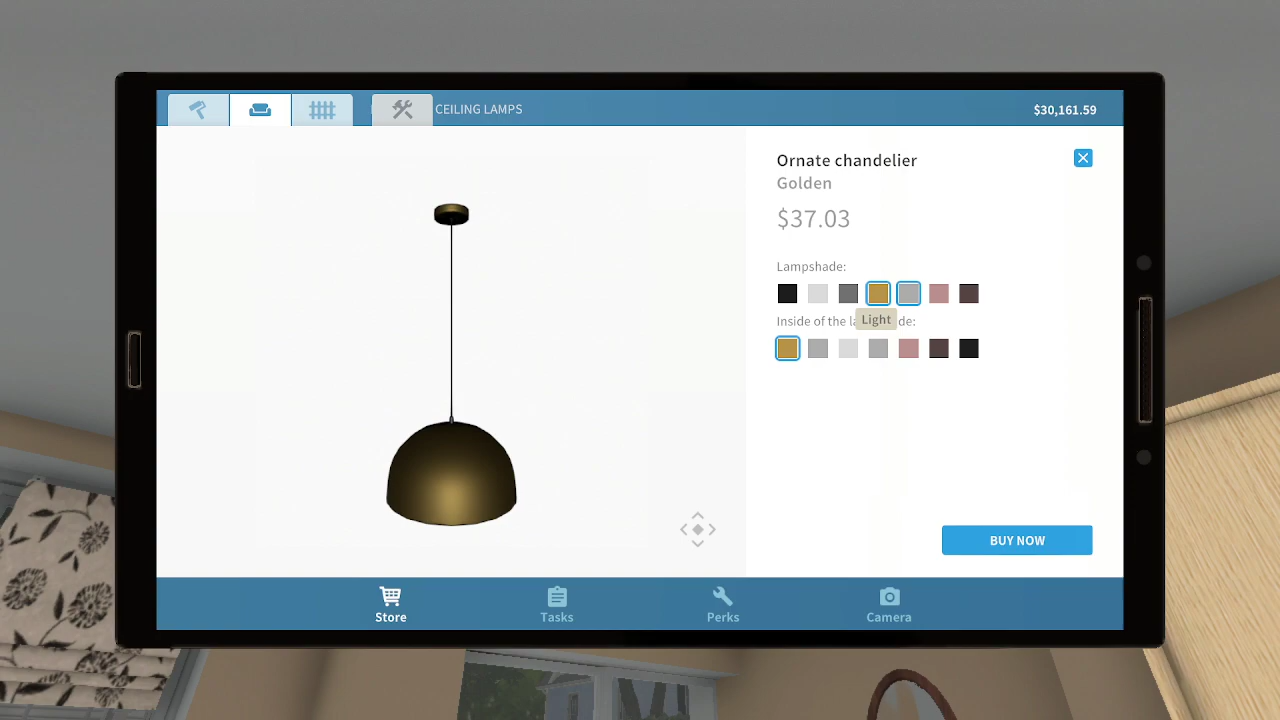 CEILING LAMPS
$30,161.59
Ornate chandelier
Golden
$37.03
Lampshade:
Light
Inside of the la de:
BUY NOW
Store
Tasks
Perks
Camera